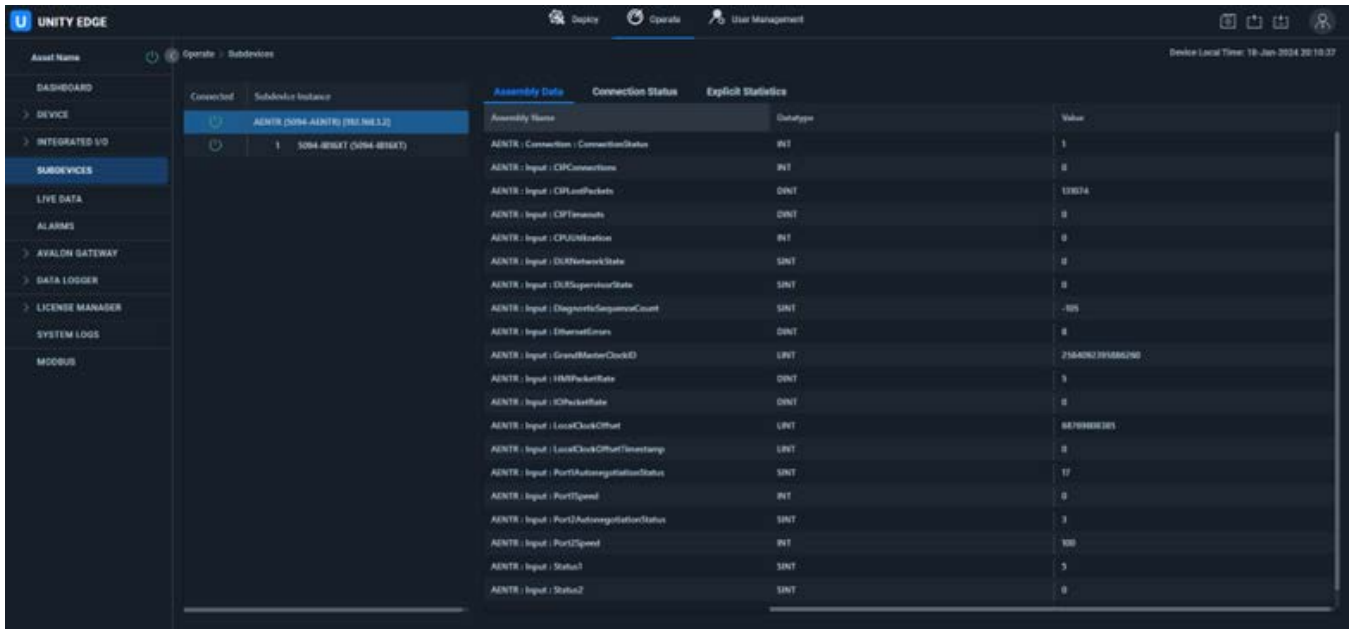 U UNITY EDGE
Deploy Operate User Management
Asset Name
Operate > Subdevices
Device Local Time: 18-Jan-2024 20:10:37
DASHBOARD
DEVICE
INTEGRATED I/O
SUBDEVICES
LIVE DATA
ALARMS
AVALON GATEWAY
DATA LOGGER
LICENSE MANAGER
SYSTEM LOGS
MODBUS
Connected Subdevice Instance
AENTR (5094-AENTR) [192.168.1.2]
1 5094-IB16XT (5094-IB16XT)
Assembly Data Connection Status Explicit Statistics
Assembly Name Datatype Value
AENTR : Connection : ConnectionStatus INT 1
AENTR : Input : CIPConnections INT 0
AENTR : Input : CIPLostPackets DINT 133074
AENTR : Input : CIPTimeouts DINT 0
AENTR : Input : CPUUtilization INT 0
AENTR : Input : DLRNetworkState SINT 0
AENTR : Input : DLRSupervisorState SINT 0
AENTR : Input : DiagnosticSequenceCount SINT -105
AENTR : Input : EthernetErrors DINT 0
AENTR : Input : GrandMasterClockID LINT
AENTR : Input : HMIPacketRate DINT 5
AENTR : Input : IOPacketRate DINT 0
AENTR : Input : LocalClockOffset LINT
AENTR : Input : LocalClockOffsetTimestamp LINT 0
AENTR : Input : Port1AutonegotiationStatus SINT 17
AENTR : Input : Port1Speed INT 0
AENTR : Input : Port2AutonegotiationStatus SINT 3
AENTR : Input : Port2Speed INT 100
AENTR : Input : Status1 SINT 5
AENTR : Input : Status2 SINT 0